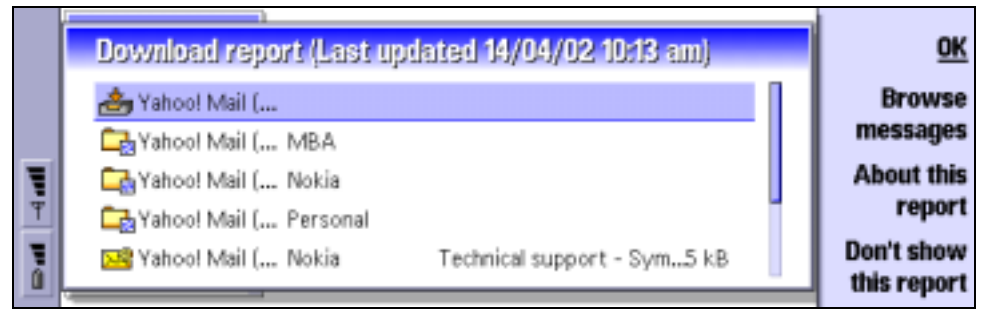 Download report (Last updated 14/04/02 10:13 am)
Yahoo! Mail (...
Yahoo! Mail (... MBA
Yahoo! Mail (... Nokia
Yahoo! Mail (... Personal
Yahoo! Mail (... Nokia Technical support - Sym...5 kB
OK
Browse
messages
About this
report
Don't show
this report